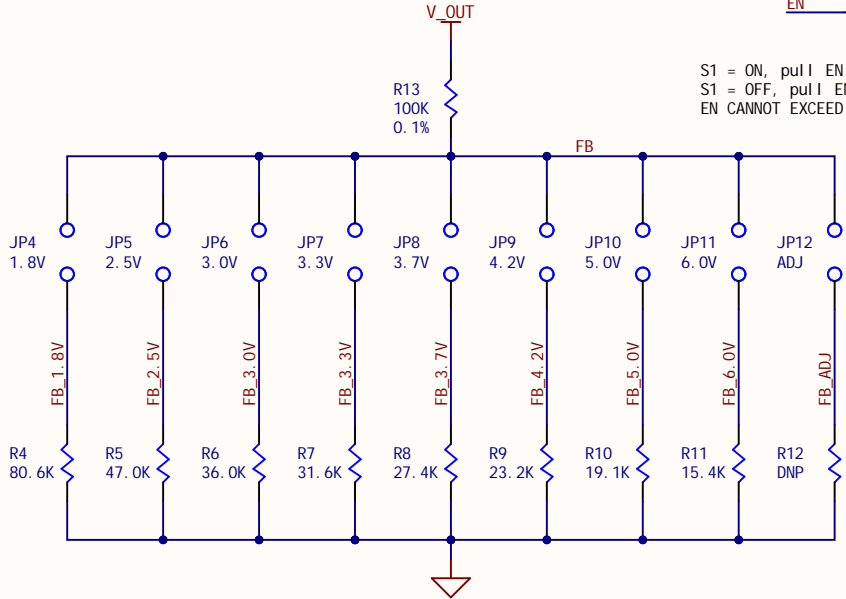 V_OUT
EN
R13
100K
0.1%
S1 = ON, pull EN
S1 = OFF, pull EN
EN CANNOT EXCEED
FB
JP4
1.8V
JP5
2.5V
JP6
3.0V
JP7
3.3V
JP8
3.7V
JP9
4.2V
JP10
5.0V
JP11
6.0V
JP12
ADJ
FB_1.8V
FB_2.5V
FB_3.0V
FB_3.3V
FB_3.7V
FB_4.2V
FB_5.0V
FB_6.0V
FB_ADJ
R4
80.6K
R5
47.0K
R6
36.0K
R7
31.6K
R8
27.4K
R9
23.2K
R10
19.1K
R11
15.4K
R12
DNP